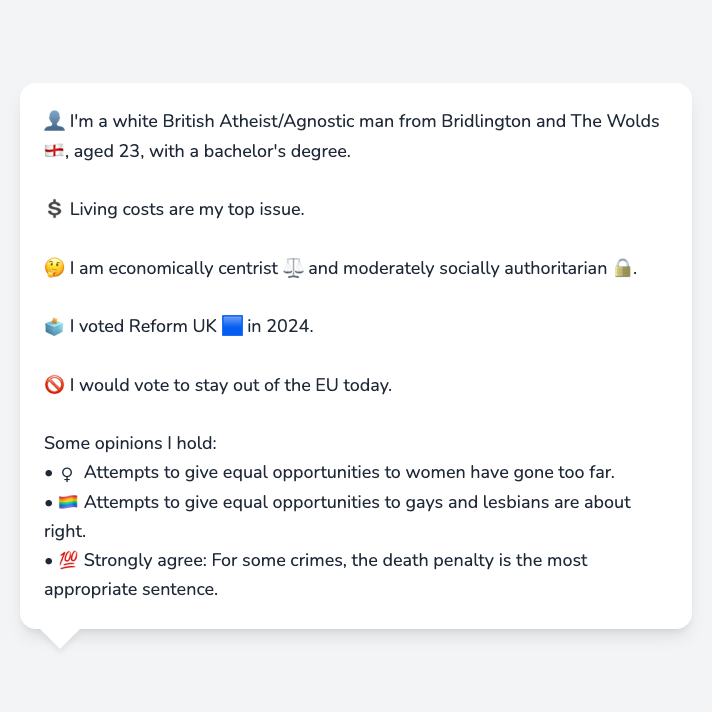 👤 I'm a white British Atheist/Agnostic man from Bridlington and The Wolds
🏴󠁧󠁢󠁥󠁮󠁧󠁿, aged 23, with a bachelor's degree.
💲 Living costs are my top issue.
🤔 I am economically centrist ⚖️ and moderately socially authoritarian 🔒.
🗳️ I voted Reform UK 🟦 in 2024.
🚫 I would vote to stay out of the EU today.
Some opinions I hold:
• ♀️ Attempts to give equal opportunities to women have gone too far.
• 🏳️‍🌈 Attempts to give equal opportunities to gays and lesbians are about
right.
• 💯 Strongly agree: For some crimes, the death penalty is the most
appropriate sentence.